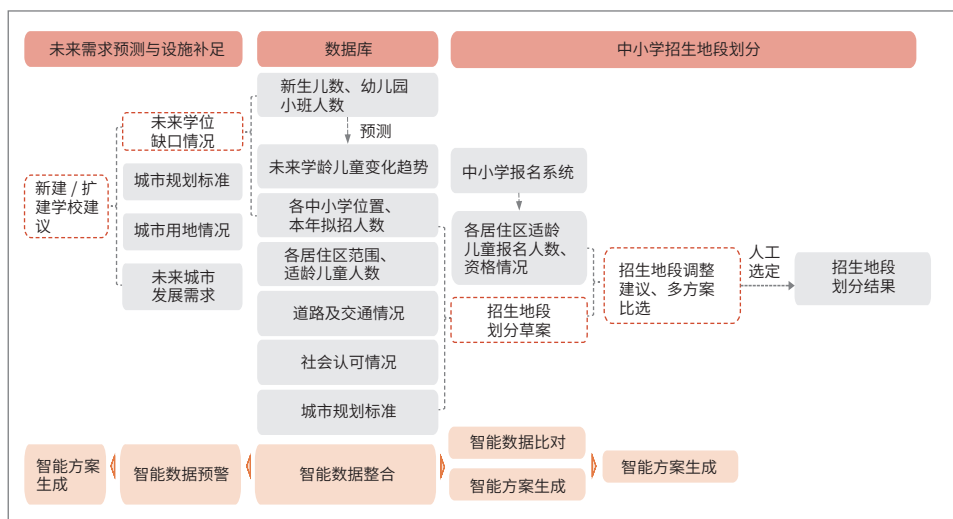 未来需求预测与设施补足
数据库
中小学招生地段划分
新建 / 扩
建学校建
议
未来学位
缺口情况
城市规划标准
城市用地情况
未来城市
发展需求
新生儿数、幼儿园
小班人数
预测
未来学龄儿童变化趋势
各中小学位置、
本年拟招人数
各居住区范围、
适龄儿童人数
道路及交通情况
社会认可情况
城市规划标准
中小学报名系统
各居住区适龄
儿童报名人数、
资格情况
招生地段
划分草案
招生地段调整
建议、多方案
比选
人工
选定
招生地段
划分结果
智能方案
生成
智能数据预警
智能数据整合
智能数据比对
智能方案生成
智能方案生成